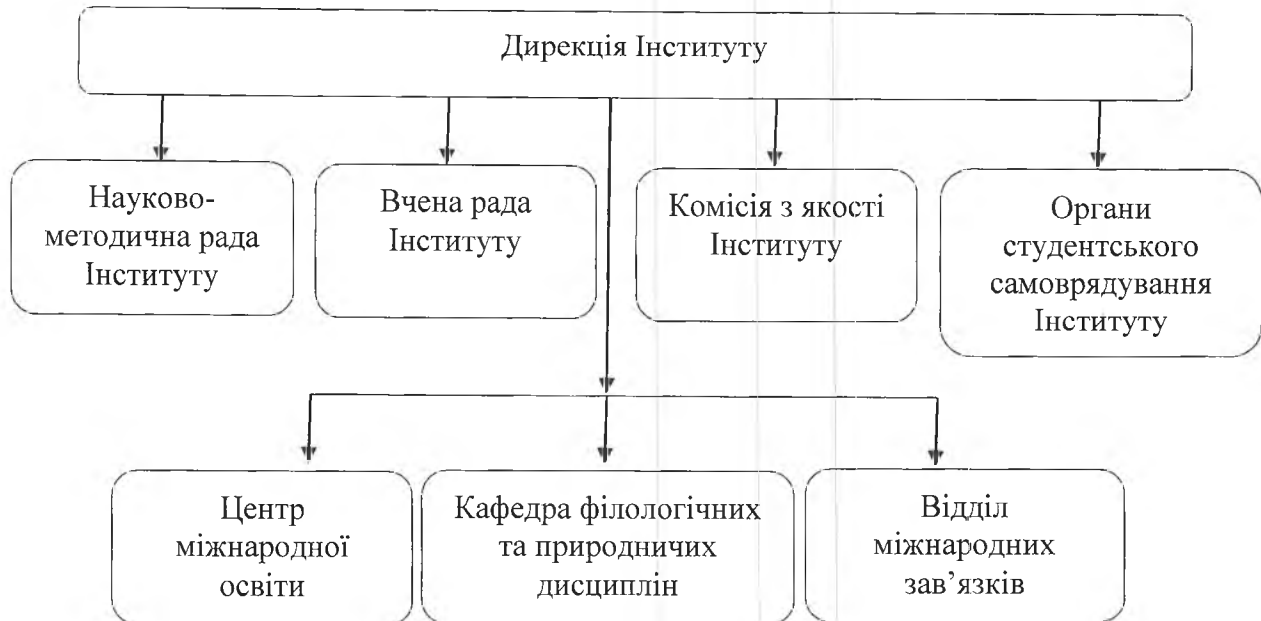 Дирекція Інституту
Науково-
методична рада
Інституту
Вчена рада
Інституту
Комісія з якості
Інституту
Органи
студентського
самоврядування
Інституту
Центр
міжнародної
освіти
Кафедра філологічних
та природничих
дисциплін
Відділ
міжнародних
зав’язків